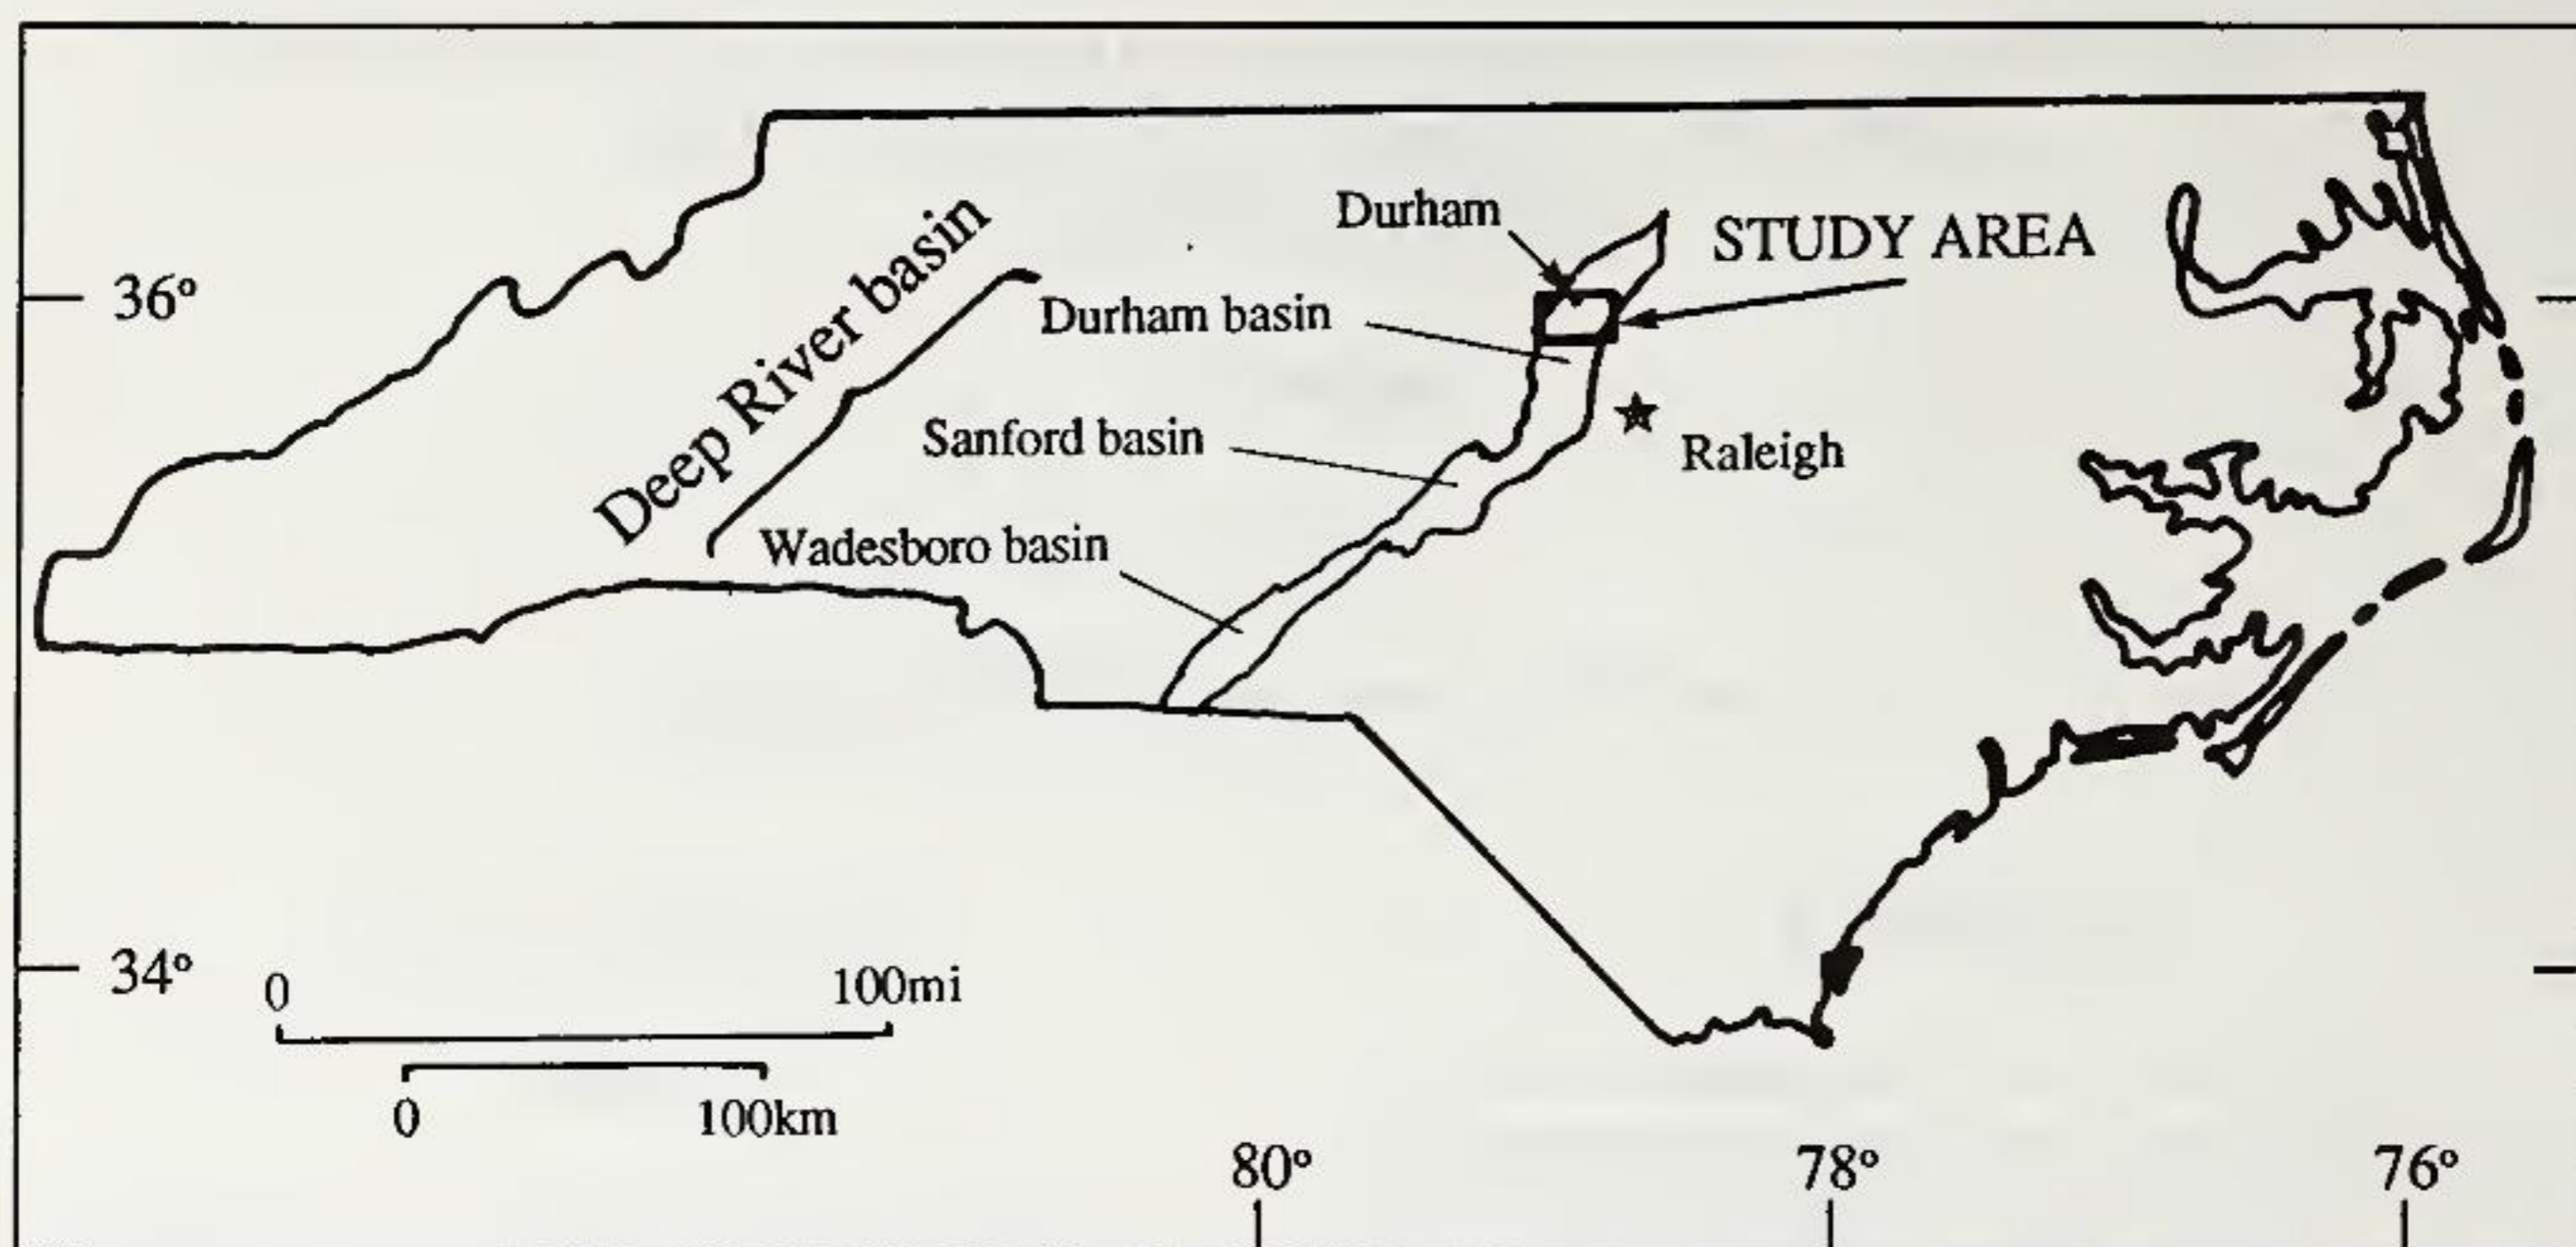 Durham
STUDY AREA
Deep River basin
36°
Durham basin
Sanford basin
Raleigh
Wadesboro basin
34°
0 100mi
0 100km
80° 78° 76°